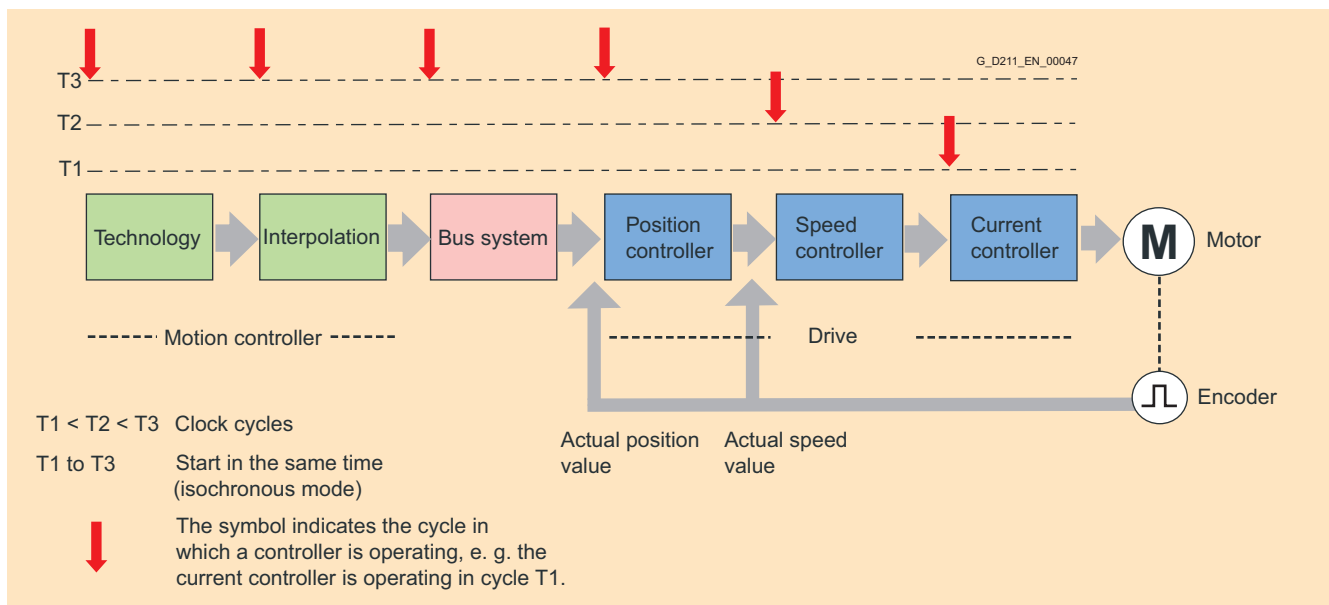 G_D211_EN_00047
T3
T2
T1
Technology
Interpolation
Bus system
Position
controller
Speed
controller
Current
controller
M
Motor
Motion controller
Drive
Encoder
Actual position
value
Actual speed
value
T1 < T2 < T3 Clock cycles
T1 to T3 Start in the same time
(isochronous mode)
The symbol indicates the cycle in
which a controller is operating, e. g. the
current controller is operating in cycle T1.